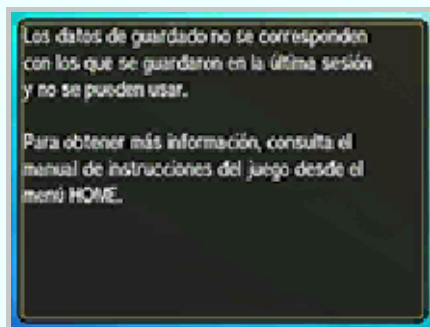 Los datos de guardado no se corresponden
con los que se guardaron en la última sesión
y no se pueden usar.
Para obtener más información, consulta el
manual de instrucciones del juego desde el
menú HOME.